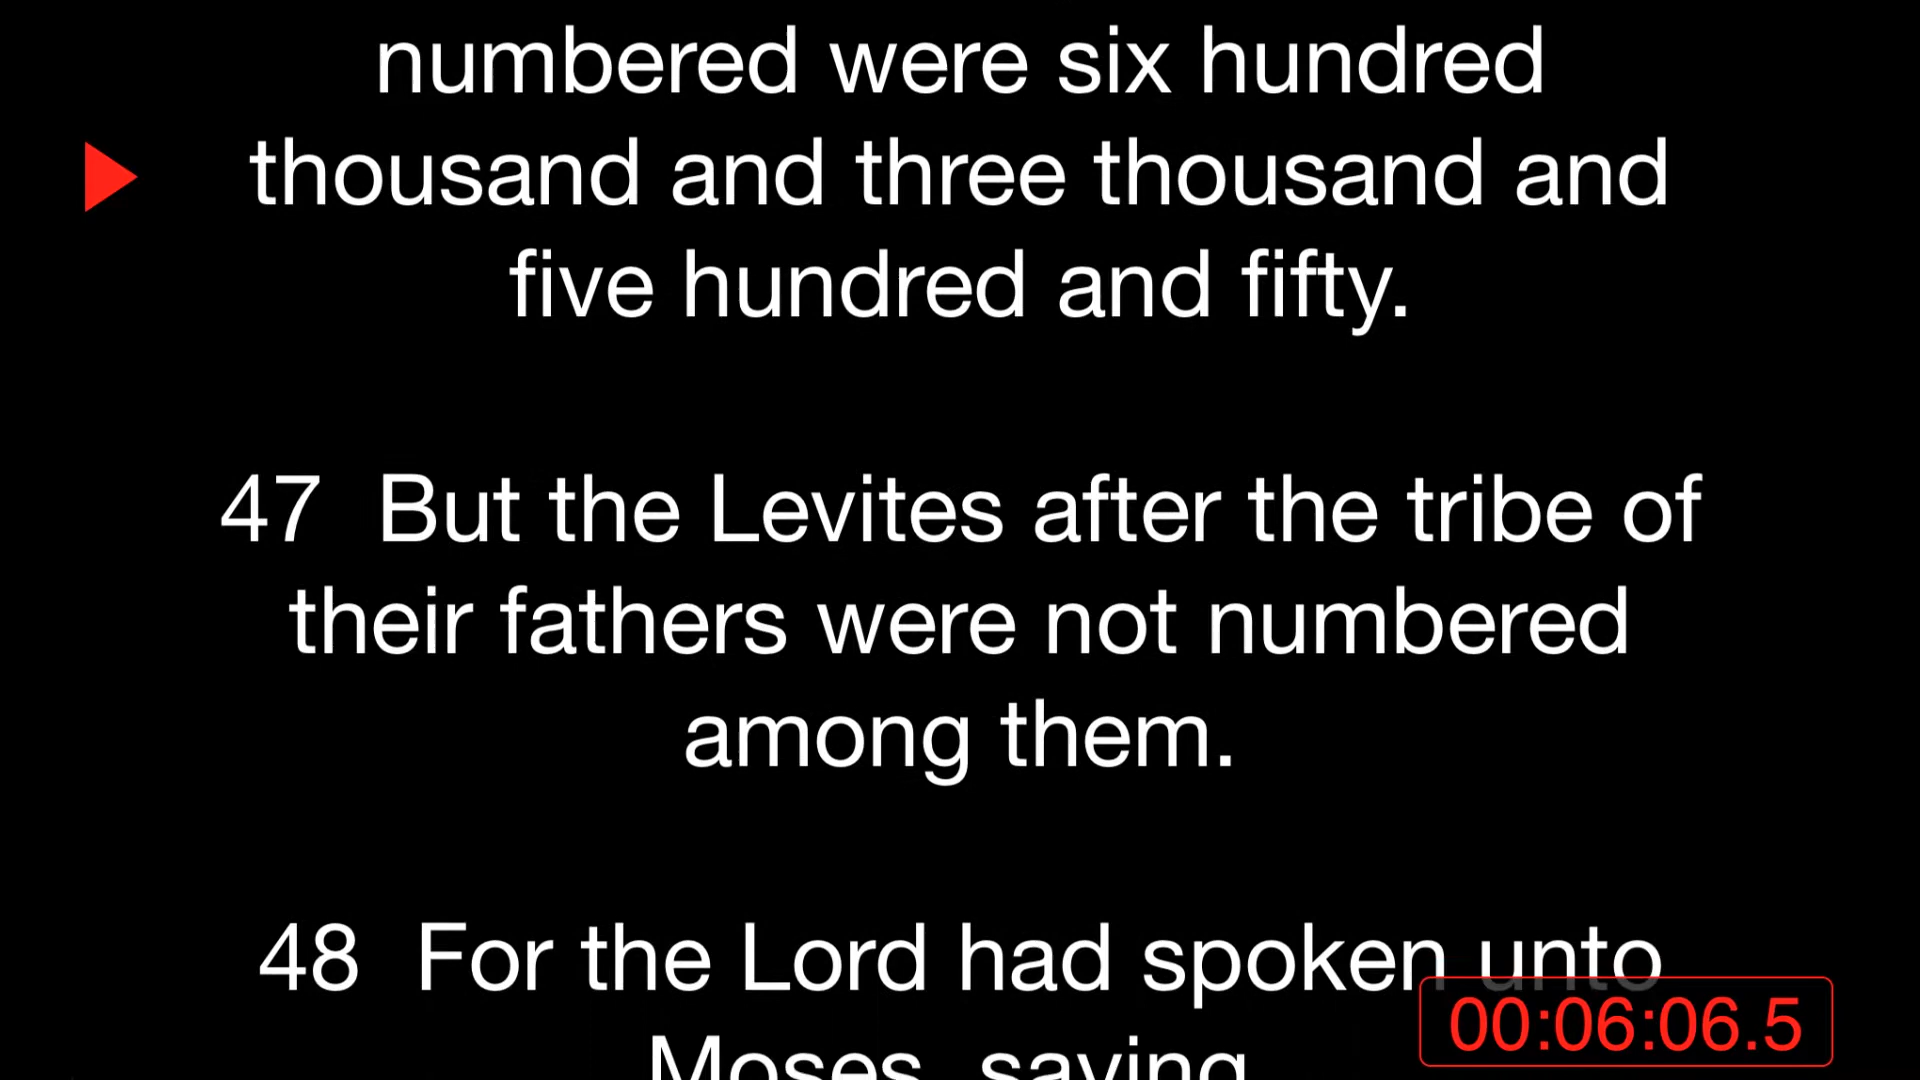 numbered were six hundred
thousand and three thousand and
five hundred and fifty.
47 But the Levites after the tribe of
their fathers were not numbered
among them.
48 For the Lord had spoken unto
Moses, saying
00:06:06.5